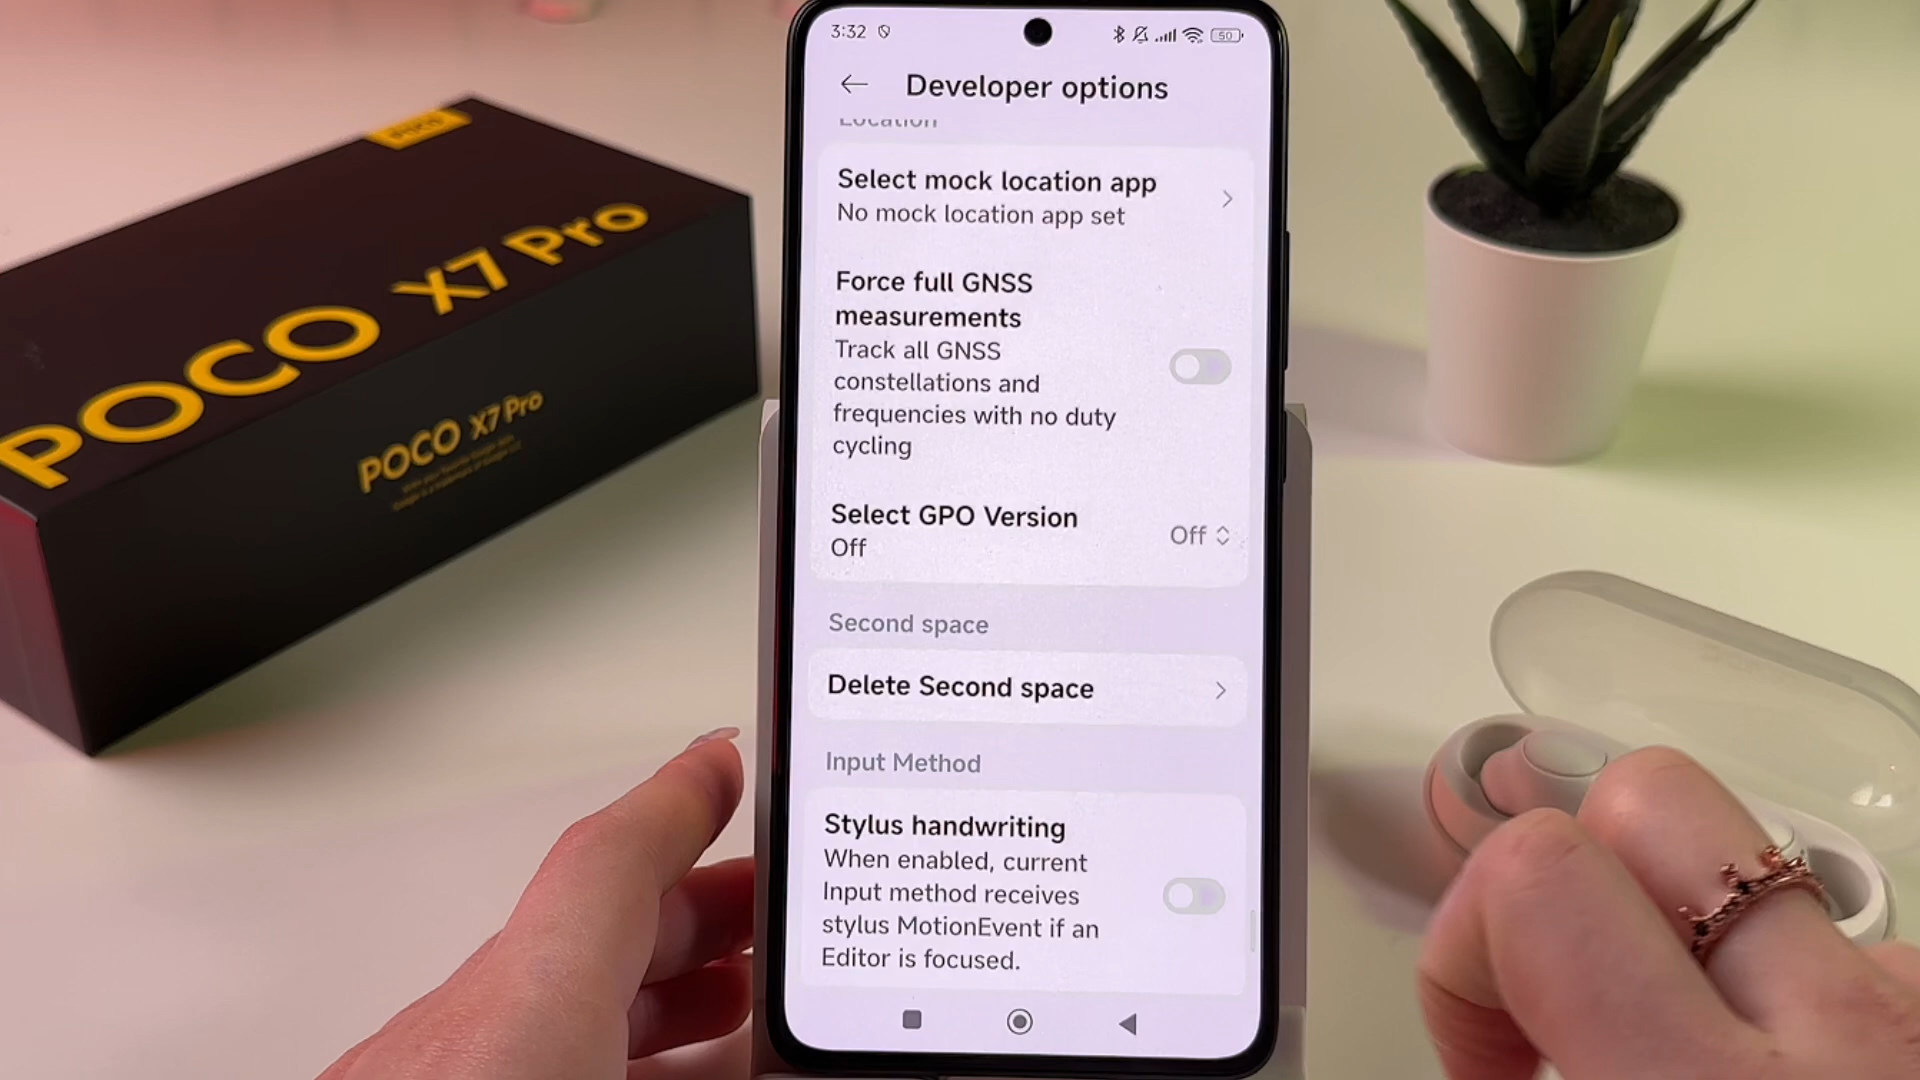 3:32
50
Developer options
Location
Select mock location app
No mock location app set
Force full GNSS
measurements
Track all GNSS
constellations and
frequencies with no duty
cycling
Select GPO Version
Off
Off
Second space
Delete Second space
Input Method
Stylus handwriting
When enabled, current
Input method receives
stylus MotionEvent if an
Editor is focused.
POCO
POCO X7 Pro
POCO X7 Pro